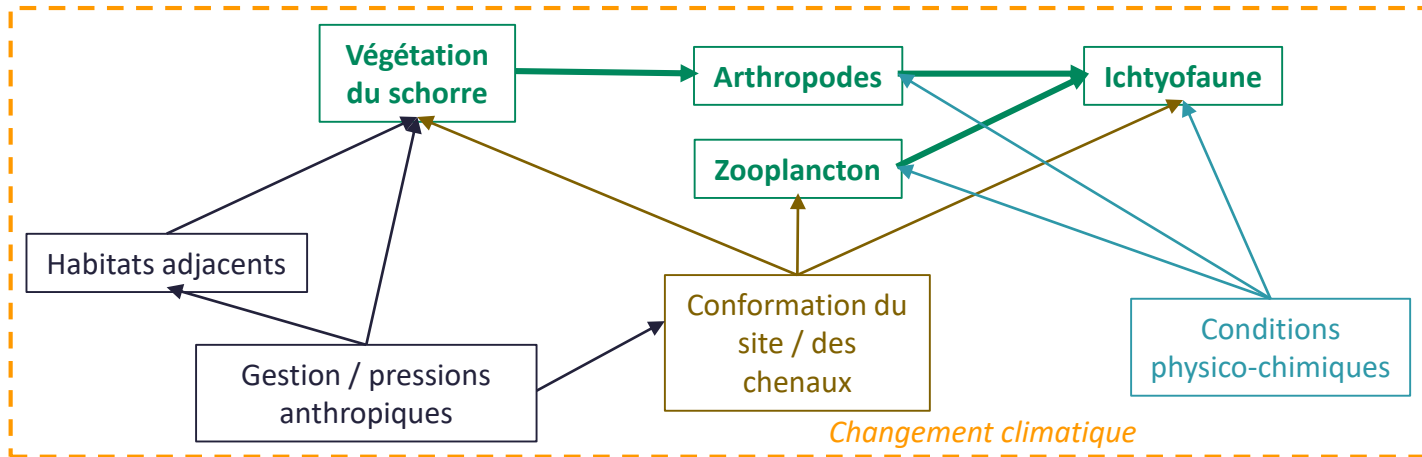 Végétation
du schorre
Arthropodes
Ichtyofaune
Zooplancton
Habitats adjacents
Gestion / pressions
anthropiques
Conformation du
site / des
chenaux
Conditions
physico-chimiques
Changement climatique